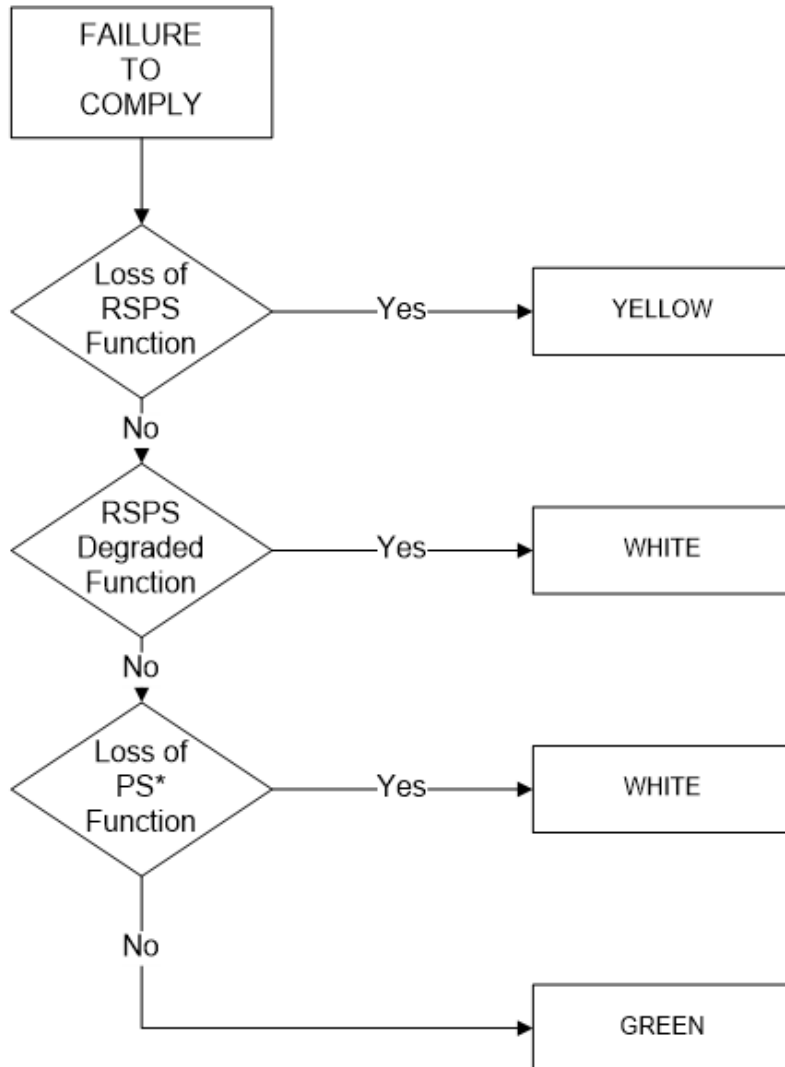 FAILURE
TO
COMPLY
Loss of
RSPS
Function
Yes
YELLOW
No
RSPS
Degraded
Function
Yes
WHITE
No
Loss of
PS*
Function
Yes
WHITE
No
GREEN